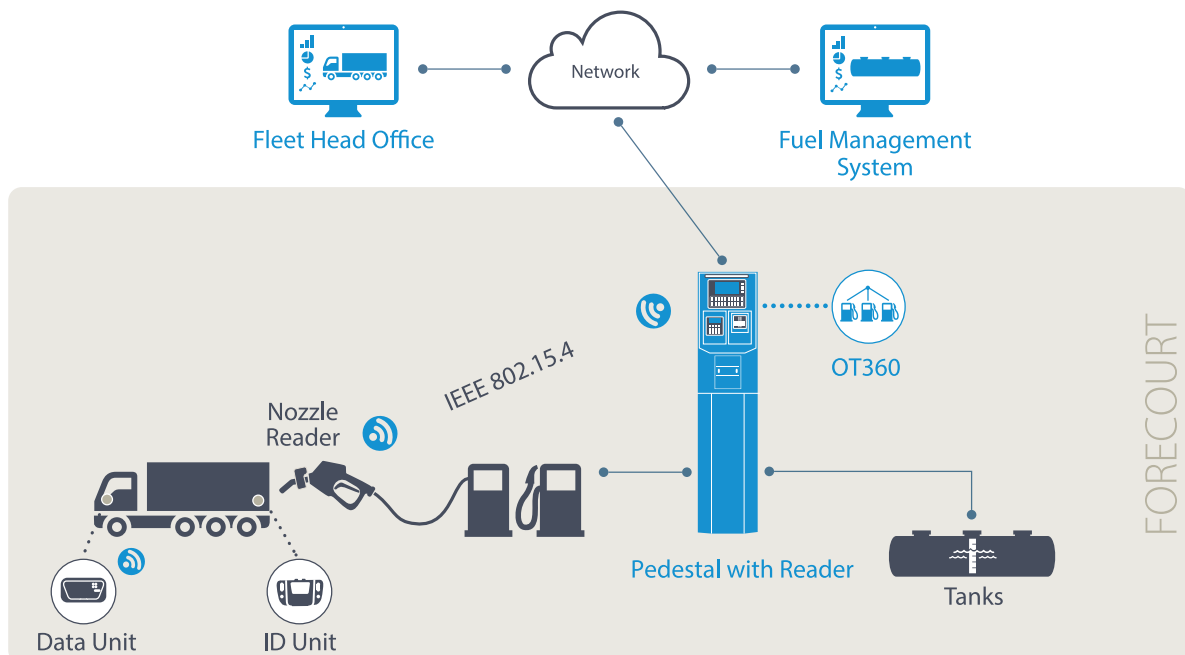 Network
$
$
Fleet Head Office
Fuel Management
System
OT360
IEEE 802.15.4
Nozzle
Reader
FORECOURT
Pedestal with Reader
Tanks
Data Unit
ID Unit